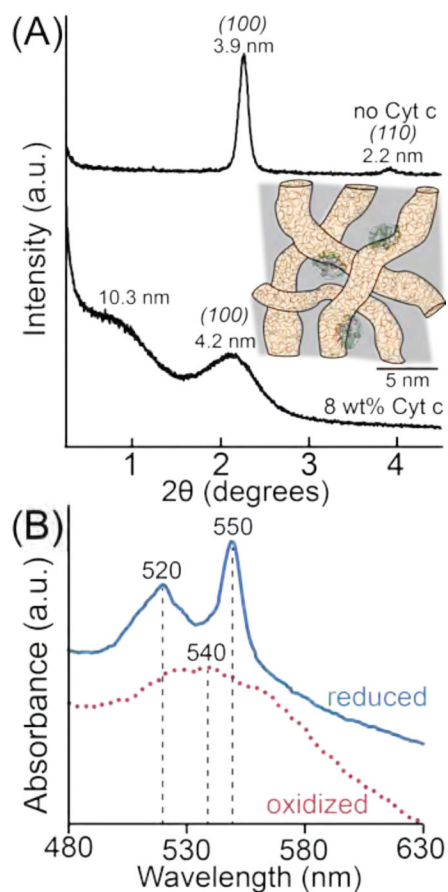 (A)
(100)
3.9 nm
no Cyt c
(110)
2.2 nm
Intensity (a.u.)
10.3 nm
(100)
4.2 nm
5 nm
8 wt% Cyt c
1 2 3 4
2θ (degrees)
(B)
550
520
540
Absorbance (a.u.)
reduced
oxidized
480 530 580 630
Wavelength (nm)